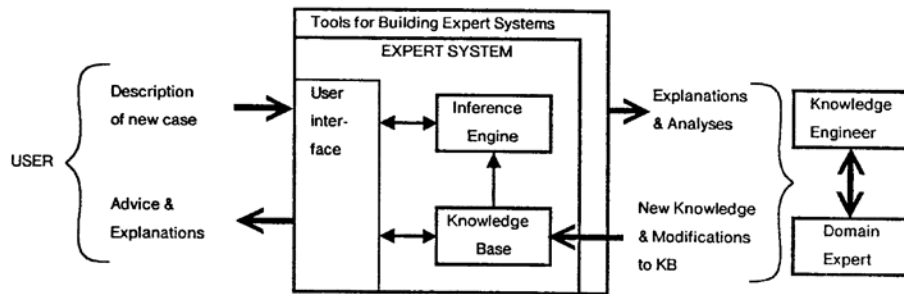 Tools for Building Expert Systems
EXPERT SYSTEM
USER
Description
of new case
Advice &
Explanations
User
inter-
face
Inference
Engine
Knowledge
Base
Explanations
& Analyses
New Knowledge
& Modifications
to KB
Knowledge
Engineer
Domain
Expert